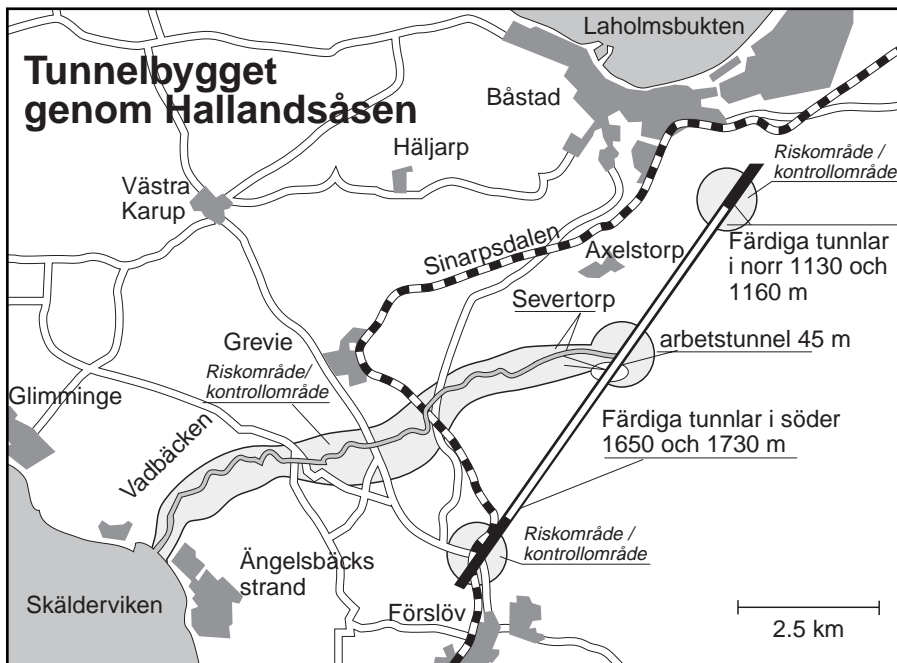 Tunnelbygget
genom Hallandsåsen
Laholmsbukten
Båstad
Häljarp
Västra
Karup
Riskområde /
kontrollområde
Sinarpsdalen
Axelstorp
Färdiga tunnlar
i norr 1130 och
1160 m
Severtorp
Grevie
arbetstunnel 45 m
Riskområde/
kontrollområde
Glimminge
Vadbäcken
Färdiga tunnlar i söder
1650 och 1730 m
Riskområde /
kontrollområde
Ängelsbäcks
strand
Skälderviken
Förslöv
2.5 km